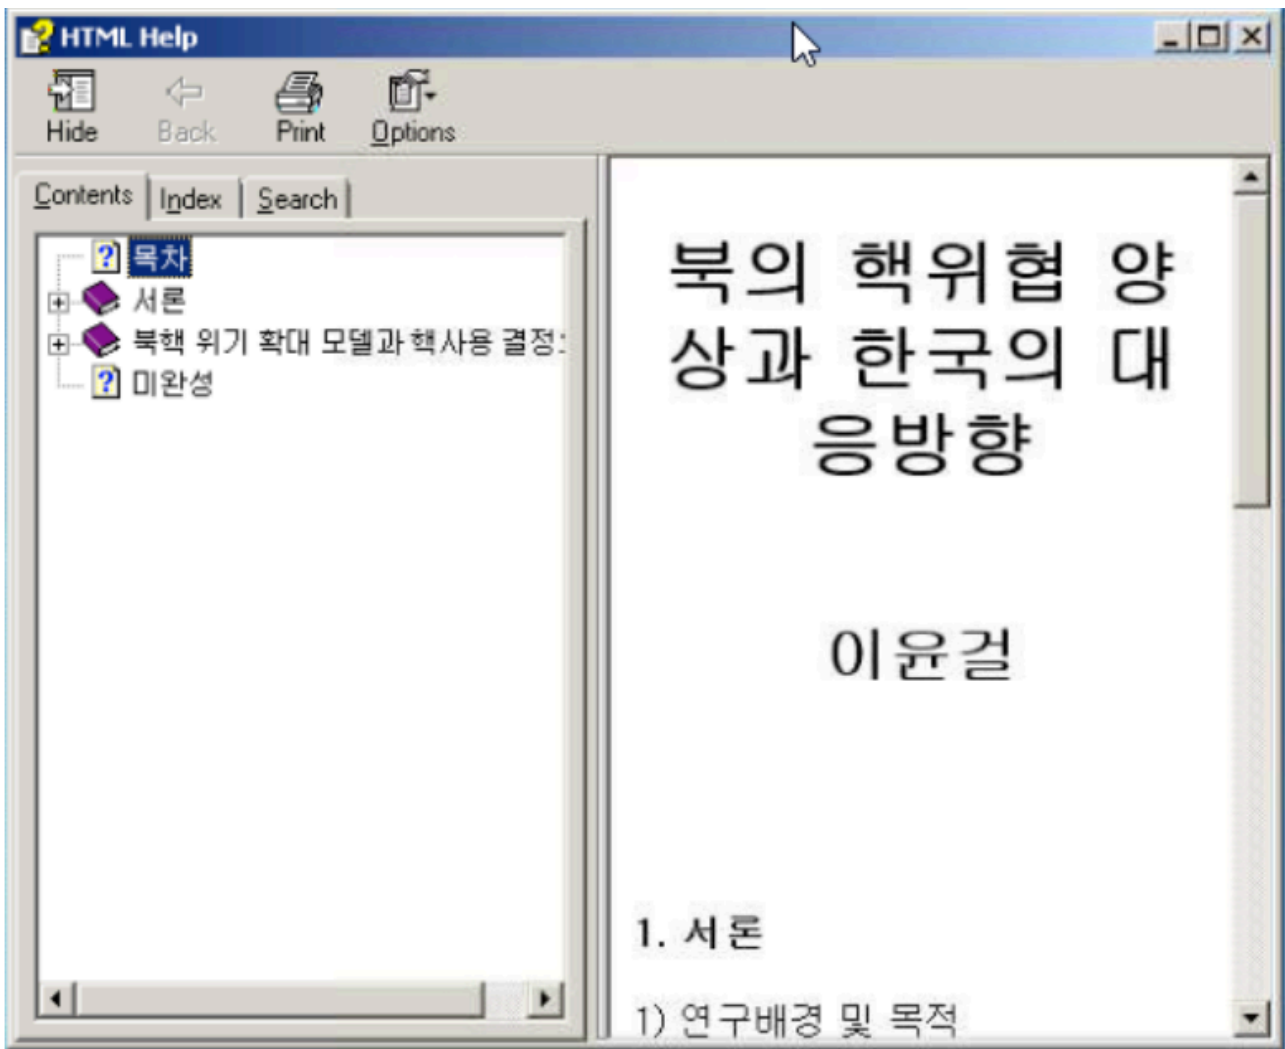 HTML Help
Hide
Back
Print
Options
Contents
Index
Search
목차
서론
북핵 위기 확대 모델과 핵사용 결정
미완성
북의 핵위협 양
상과 한국의 대
응방향
이윤걸
1. 서론
1) 연구배경 및 목적